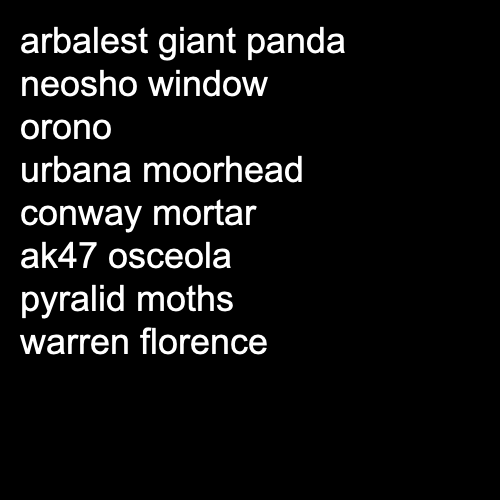 arbalest giant panda
neosho window
orono
urbana moorhead
conway mortar
ak47 osceola
pyralid moths
warren florence